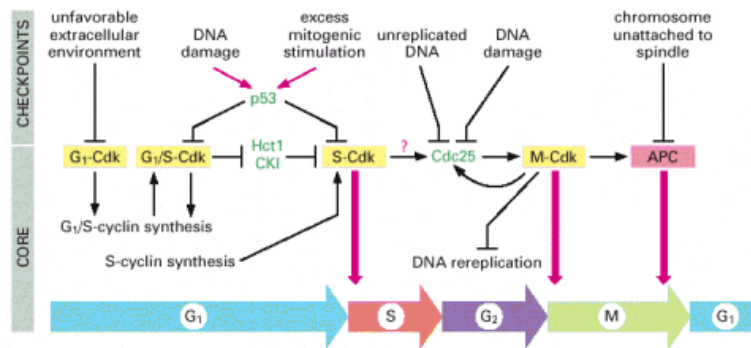 CHECKPOINTS
unfavorable
extracellular
environment
DNA
damage
excess
mitogenic
stimulation
unreplicated
DNA
DNA
damage
chromosome
unattached to
spindle
p53
CORE
G₁-Cdk
G₁/S-Cdk
Hct1
CKI
S-Cdk
?
Cdc25
M-Cdk
APC
G₁/S-cyclin synthesis
S-cyclin synthesis
DNA rereplication
G₁
S
G₂
M
G₁